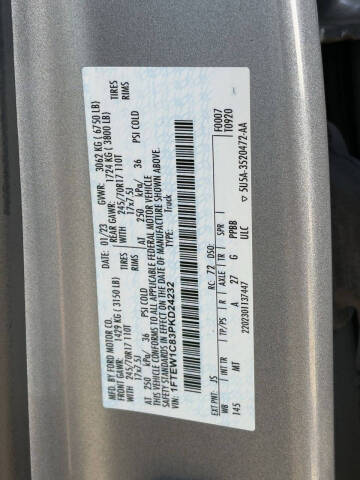 MFD. BY FORD MOTOR CO.
DATE: 01/23 GVWR: 3062 KG ( 6750 LB)
FRONT GAWR: 1429 KG ( 3150 LB) REAR GAWR: 1724 KG ( 3800 LB)
WITH 245/70R17 110T TIRES WITH 245/70R17 110T TIRES
17x7.5J RIMS 17x7.5J RIMS
AT 250 kPa/ 36 PSI COLD AT 250 kPa/ 36 PSI COLD
THIS VEHICLE CONFORMS TO ALL APPLICABLE FEDERAL MOTOR VEHICLE
SAFETY STANDARDS IN EFFECT ON THE DATE OF MANUFACTURE SHOWN ABOVE.
VIN: 1FTEW1C83PKD24232
TYPE: Truck
F0007
T0920
EXT PNT: JS RC: 72 DSO:
WB INT TR TP/PS R AXLE TR SPR
145 MT A 27 G PPBB
2202301137447 ULC
5U5A-3520472-AA